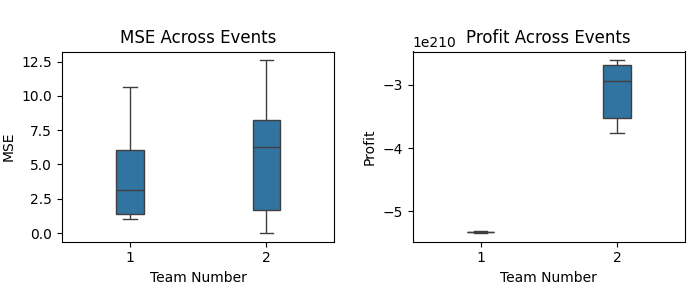 MSE Across Events
MSE
12.5
10.0
7.5
5.0
2.5
0.0
1
2
Team Number
Profit Across Events
1e210
Profit
−3
−4
−5
1
2
Team Number